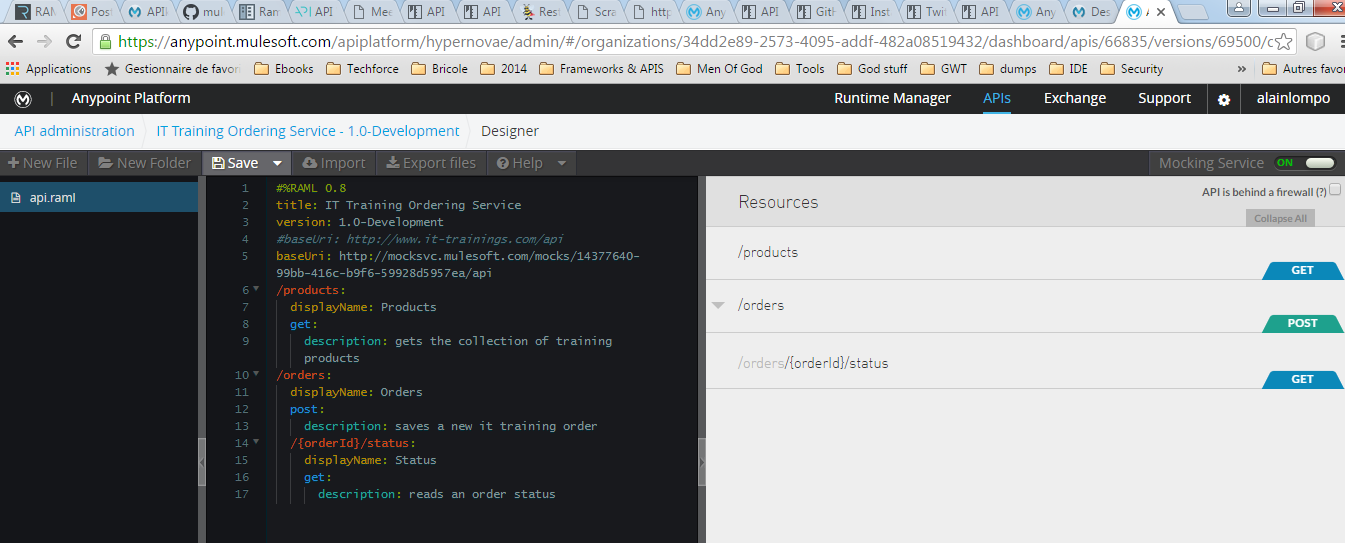 RAM
Post
APIk
mul
Ram
API
Mee
API
API
Rest
Scra
http
Any
API
Gith
Inst
Twit
API
Any
Des
A
https://anypoint.mulesoft.com/apiplatform/hypernovae/admin/#/organizations/34dd2e89-2573-4095-addf-482a08519432/dashboard/apis/66835/versions/69500/
Applications Gestionnaire de favori Ebooks Techforce Bricole 2014 Frameworks & APIS Men Of God Tools God stuff GWT dumps IDE Security » Autres favor
Anypoint Platform Runtime Manager APIs Exchange Support alainlompo
API administration IT Training Ordering Service - 1.0-Development Designer
New File New Folder Save Import Export files Help Mocking Service ON
api.raml
1 #%RAML 0.8
2 title: IT Training Ordering Service
3 version: 1.0-Development
4 #baseUri: http://www.it-trainings.com/api
5 baseUri: http://mocksvc.mulesoft.com/mocks/14377640-
99bb-416c-b9f6-59928d5957ea/api
6 /products:
7 displayName: Products
8 get:
9 description: gets the collection of training
products
10 /orders:
11 displayName: Orders
12 post:
13 description: saves a new it training order
14 /{orderId}/status:
15 displayName: Status
16 get:
17 description: reads an order status
API is behind a firewall (?)
Resources
Collapse All
/products
GET
/orders
POST
/orders/{orderId}/status
GET